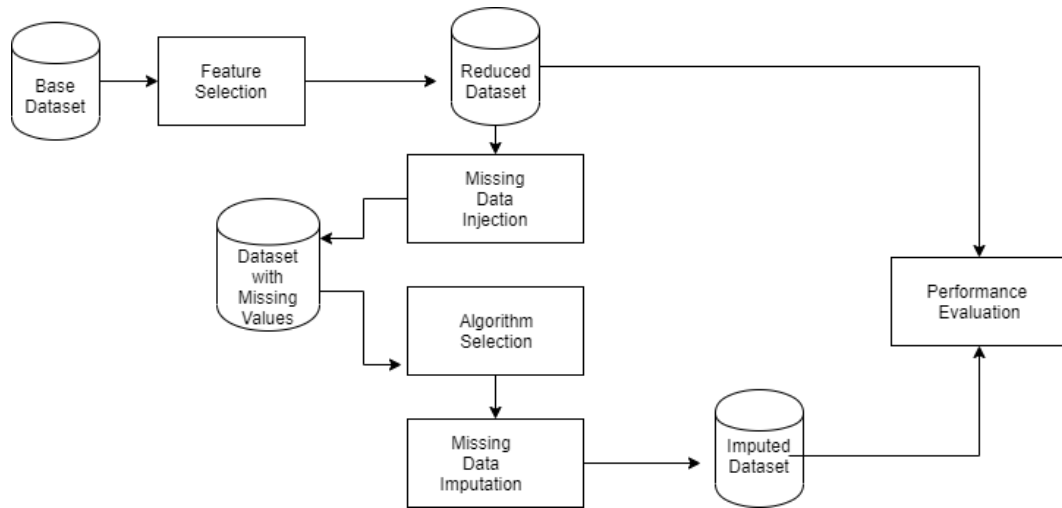 Base
Dataset
Feature
Selection
Reduced
Dataset
Missing
Data
Injection
Dataset
with
Missing
Values
Algorithm
Selection
Missing
Data
Imputation
Imputed
Dataset
Performance
Evaluation